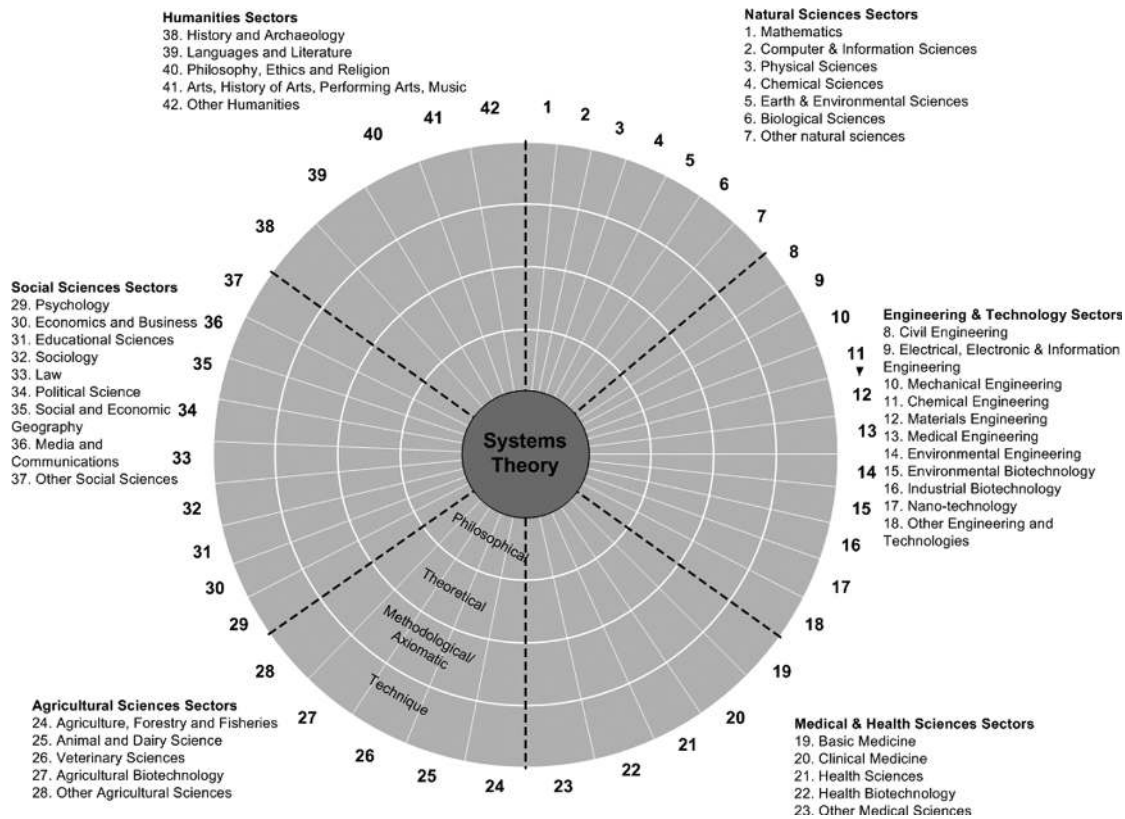 Humanities Sectors
38. History and Archaeology
39. Languages and Literature
40. Philosophy, Ethics and Religion
41. Arts, History of Arts, Performing Arts, Music
42. Other Humanities
Natural Sciences Sectors
1. Mathematics
2. Computer & Information Sciences
3. Physical Sciences
4. Chemical Sciences
5. Earth & Environmental Sciences
6. Biological Sciences
7. Other natural sciences
Social Sciences Sectors
29. Psychology
30. Economics and Business
31. Educational Sciences
32. Sociology
33. Law
34. Political Science
35. Social and Economic
Geography
36. Media and
Communications
37. Other Social Sciences
Engineering & Technology Sectors
8. Civil Engineering
9. Electrical, Electronic & Information
Engineering
10. Mechanical Engineering
11. Chemical Engineering
12. Materials Engineering
13. Medical Engineering
14. Environmental Engineering
15. Environmental Biotechnology
16. Industrial Biotechnology
17. Nano-technology
18. Other Engineering and
Technologies
Agricultural Sciences Sectors
24. Agriculture, Forestry and Fisheries
25. Animal and Dairy Science
26. Veterinary Sciences
27. Agricultural Biotechnology
28. Other Agricultural Sciences
Medical & Health Sciences Sectors
19. Basic Medicine
20. Clinical Medicine
21. Health Sciences
22. Health Biotechnology
23. Other Medical Sciences
Systems
Theory
Philosophical
Theoretical
Methodological/
Axiomatic
Technique
1
2
3
4
5
6
7
8
9
10
11
12
13
14
15
16
17
18
19
20
21
22
23
24
25
26
27
28
29
30
31
32
33
34
35
36
37
38
39
40
41
42